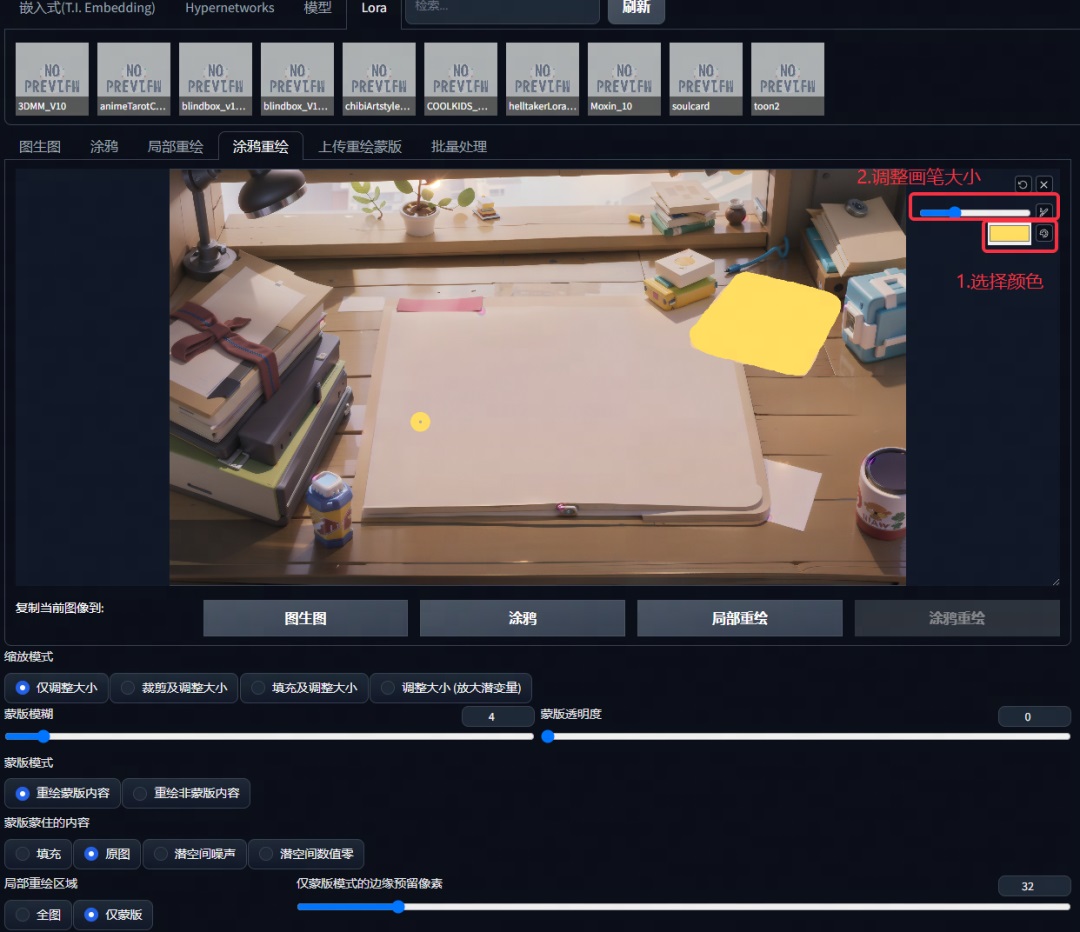 嵌入式(T.I. Embedding) Hypernetworks 模型 Lora 检索... 刷新
NO PREVIEW NO PREVIEW NO PREVIEW NO PREVIEW NO PREVIEW NO PREVIEW NO PREVIEW NO PREVIEW NO PREVIEW NO PREVIEW
3DMM_V10 animeTarotC... blindbox_v1... blindbox_V1... chibiArtstyle... COOLKIDS_... helltakerLora... Moxin_10 soulcard toon2
图生图 涂鸦 局部重绘 涂鸦重绘 上传重绘蒙版 批量处理
2.调整画笔大小
1.选择颜色
复制当前图像到: 图生图 涂鸦 局部重绘 涂鸦重绘
缩放模式
仅调整大小 裁剪及调整大小 填充及调整大小 调整大小 (放大潜变量)
蒙版模糊 4 蒙版透明度 0
蒙版模式
重绘蒙版内容 重绘非蒙版内容
蒙版蒙住的内容
填充 原图 潜空间噪声 潜空间数值零
局部重绘区域 仅蒙版模式的边缘预留像素 32
全图 仅蒙版